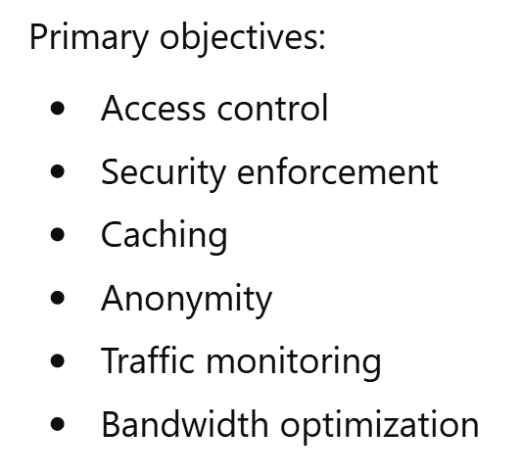 Primary objectives:
• Access control
• Security enforcement
• Caching
• Anonymity
• Traffic monitoring
• Bandwidth optimization